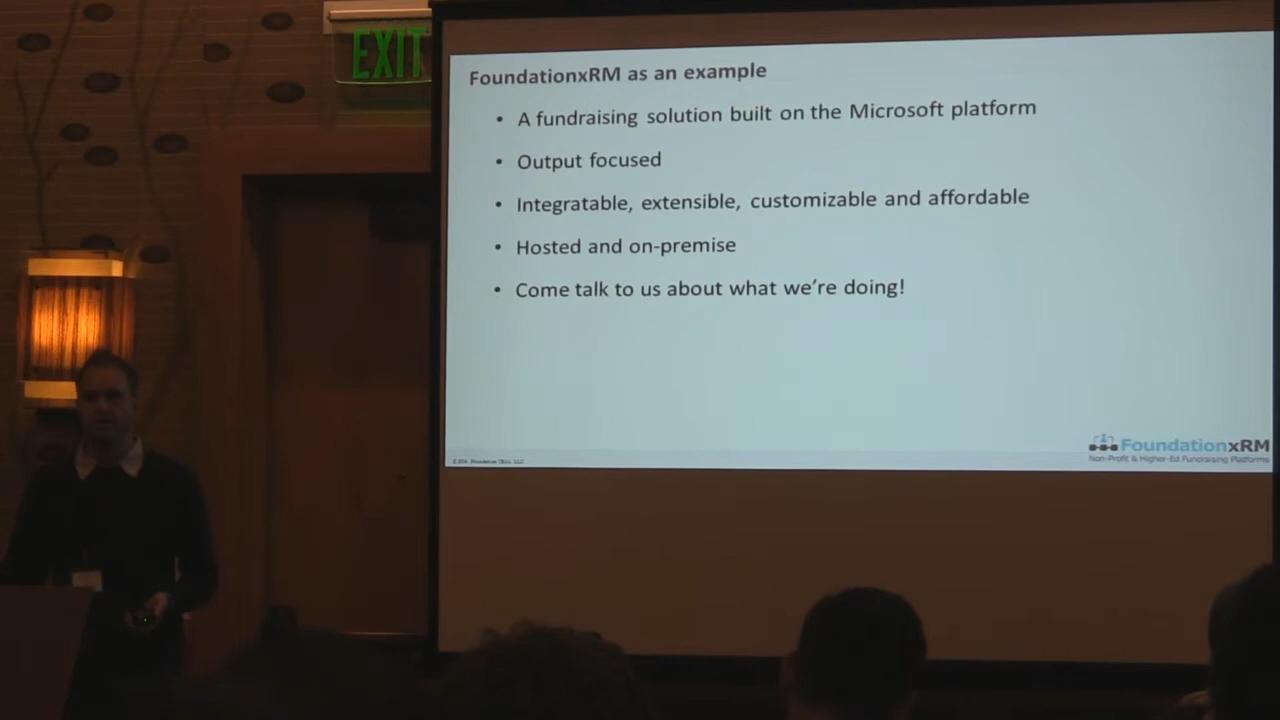 EXIT
FoundationxRM as an example
• A fundraising solution built on the Microsoft platform
• Output focused
• Integratable, extensible, customizable and affordable
• Hosted and on-premise
• Come talk to us about what we're doing!
FoundationxRM
Non-Profit & Higher-Ed Fundraising Platforms